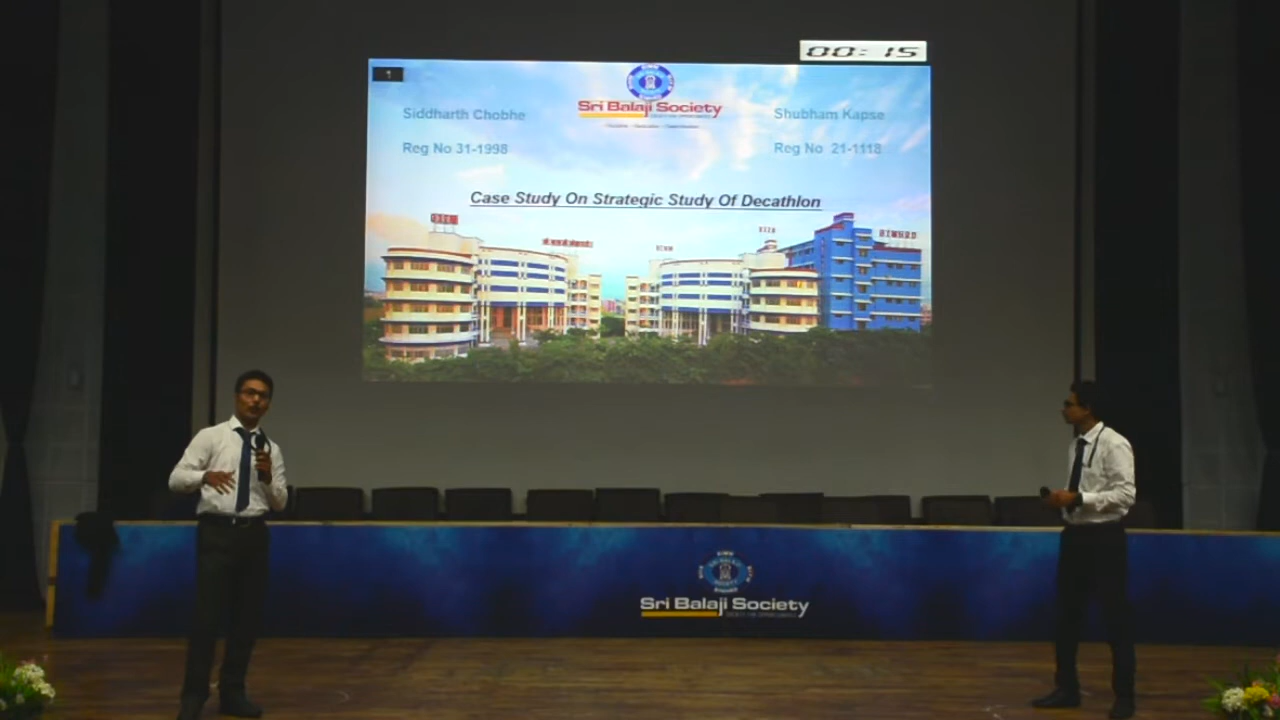 00:15
Sri Balaji Society
Siddharth Chobhe
Shubham Kapse
Reg No 31-1998
Reg No 21-1118
Case Study On Strategic Study Of Decathlon
Sri Balaji Society